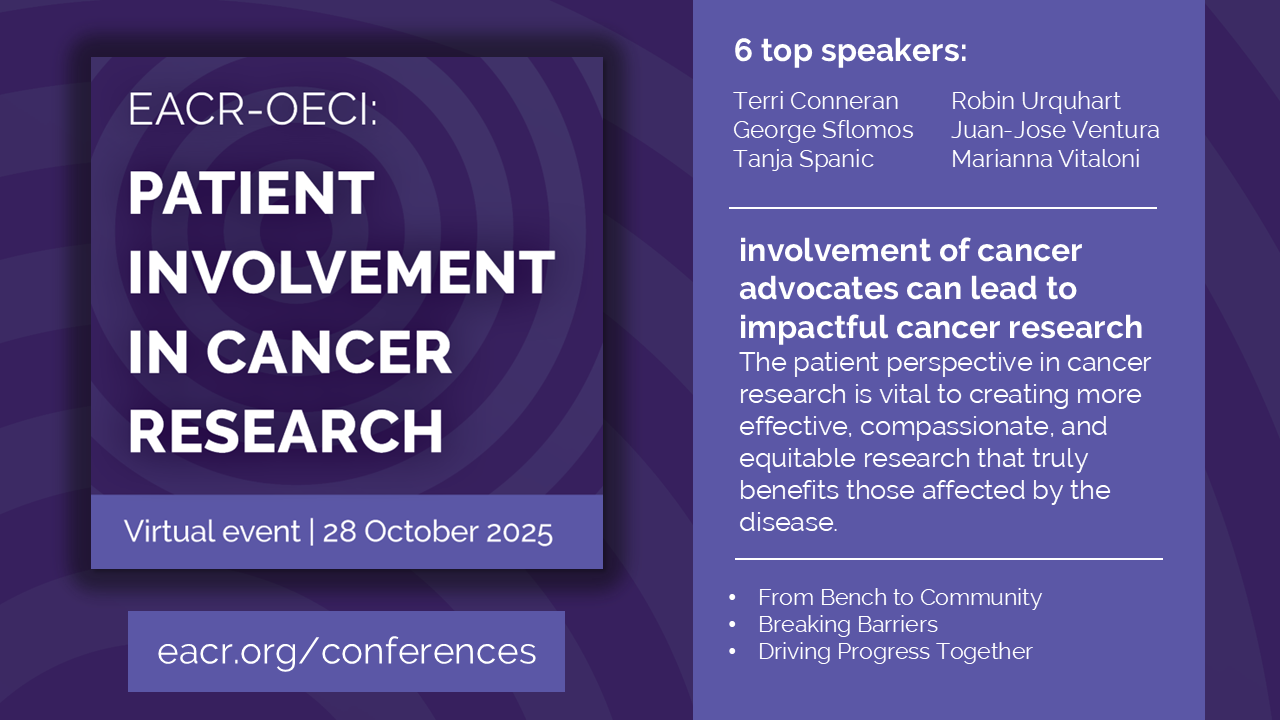 EACR-OECI:
PATIENT
INVOLVEMENT
IN CANCER
RESEARCH
Virtual event | 28 October 2025
eacr.org/conferences
6 top speakers:
Terri Conneran
George Sflomos
Tanja Spanic
Robin Urquhart
Juan-Jose Ventura
Marianna Vitaloni
involvement of cancer
advocates can lead to
impactful cancer research
The patient perspective in cancer
research is vital to creating more
effective, compassionate, and
equitable research that truly
benefits those affected by the
disease.
• From Bench to Community
• Breaking Barriers
• Driving Progress Together